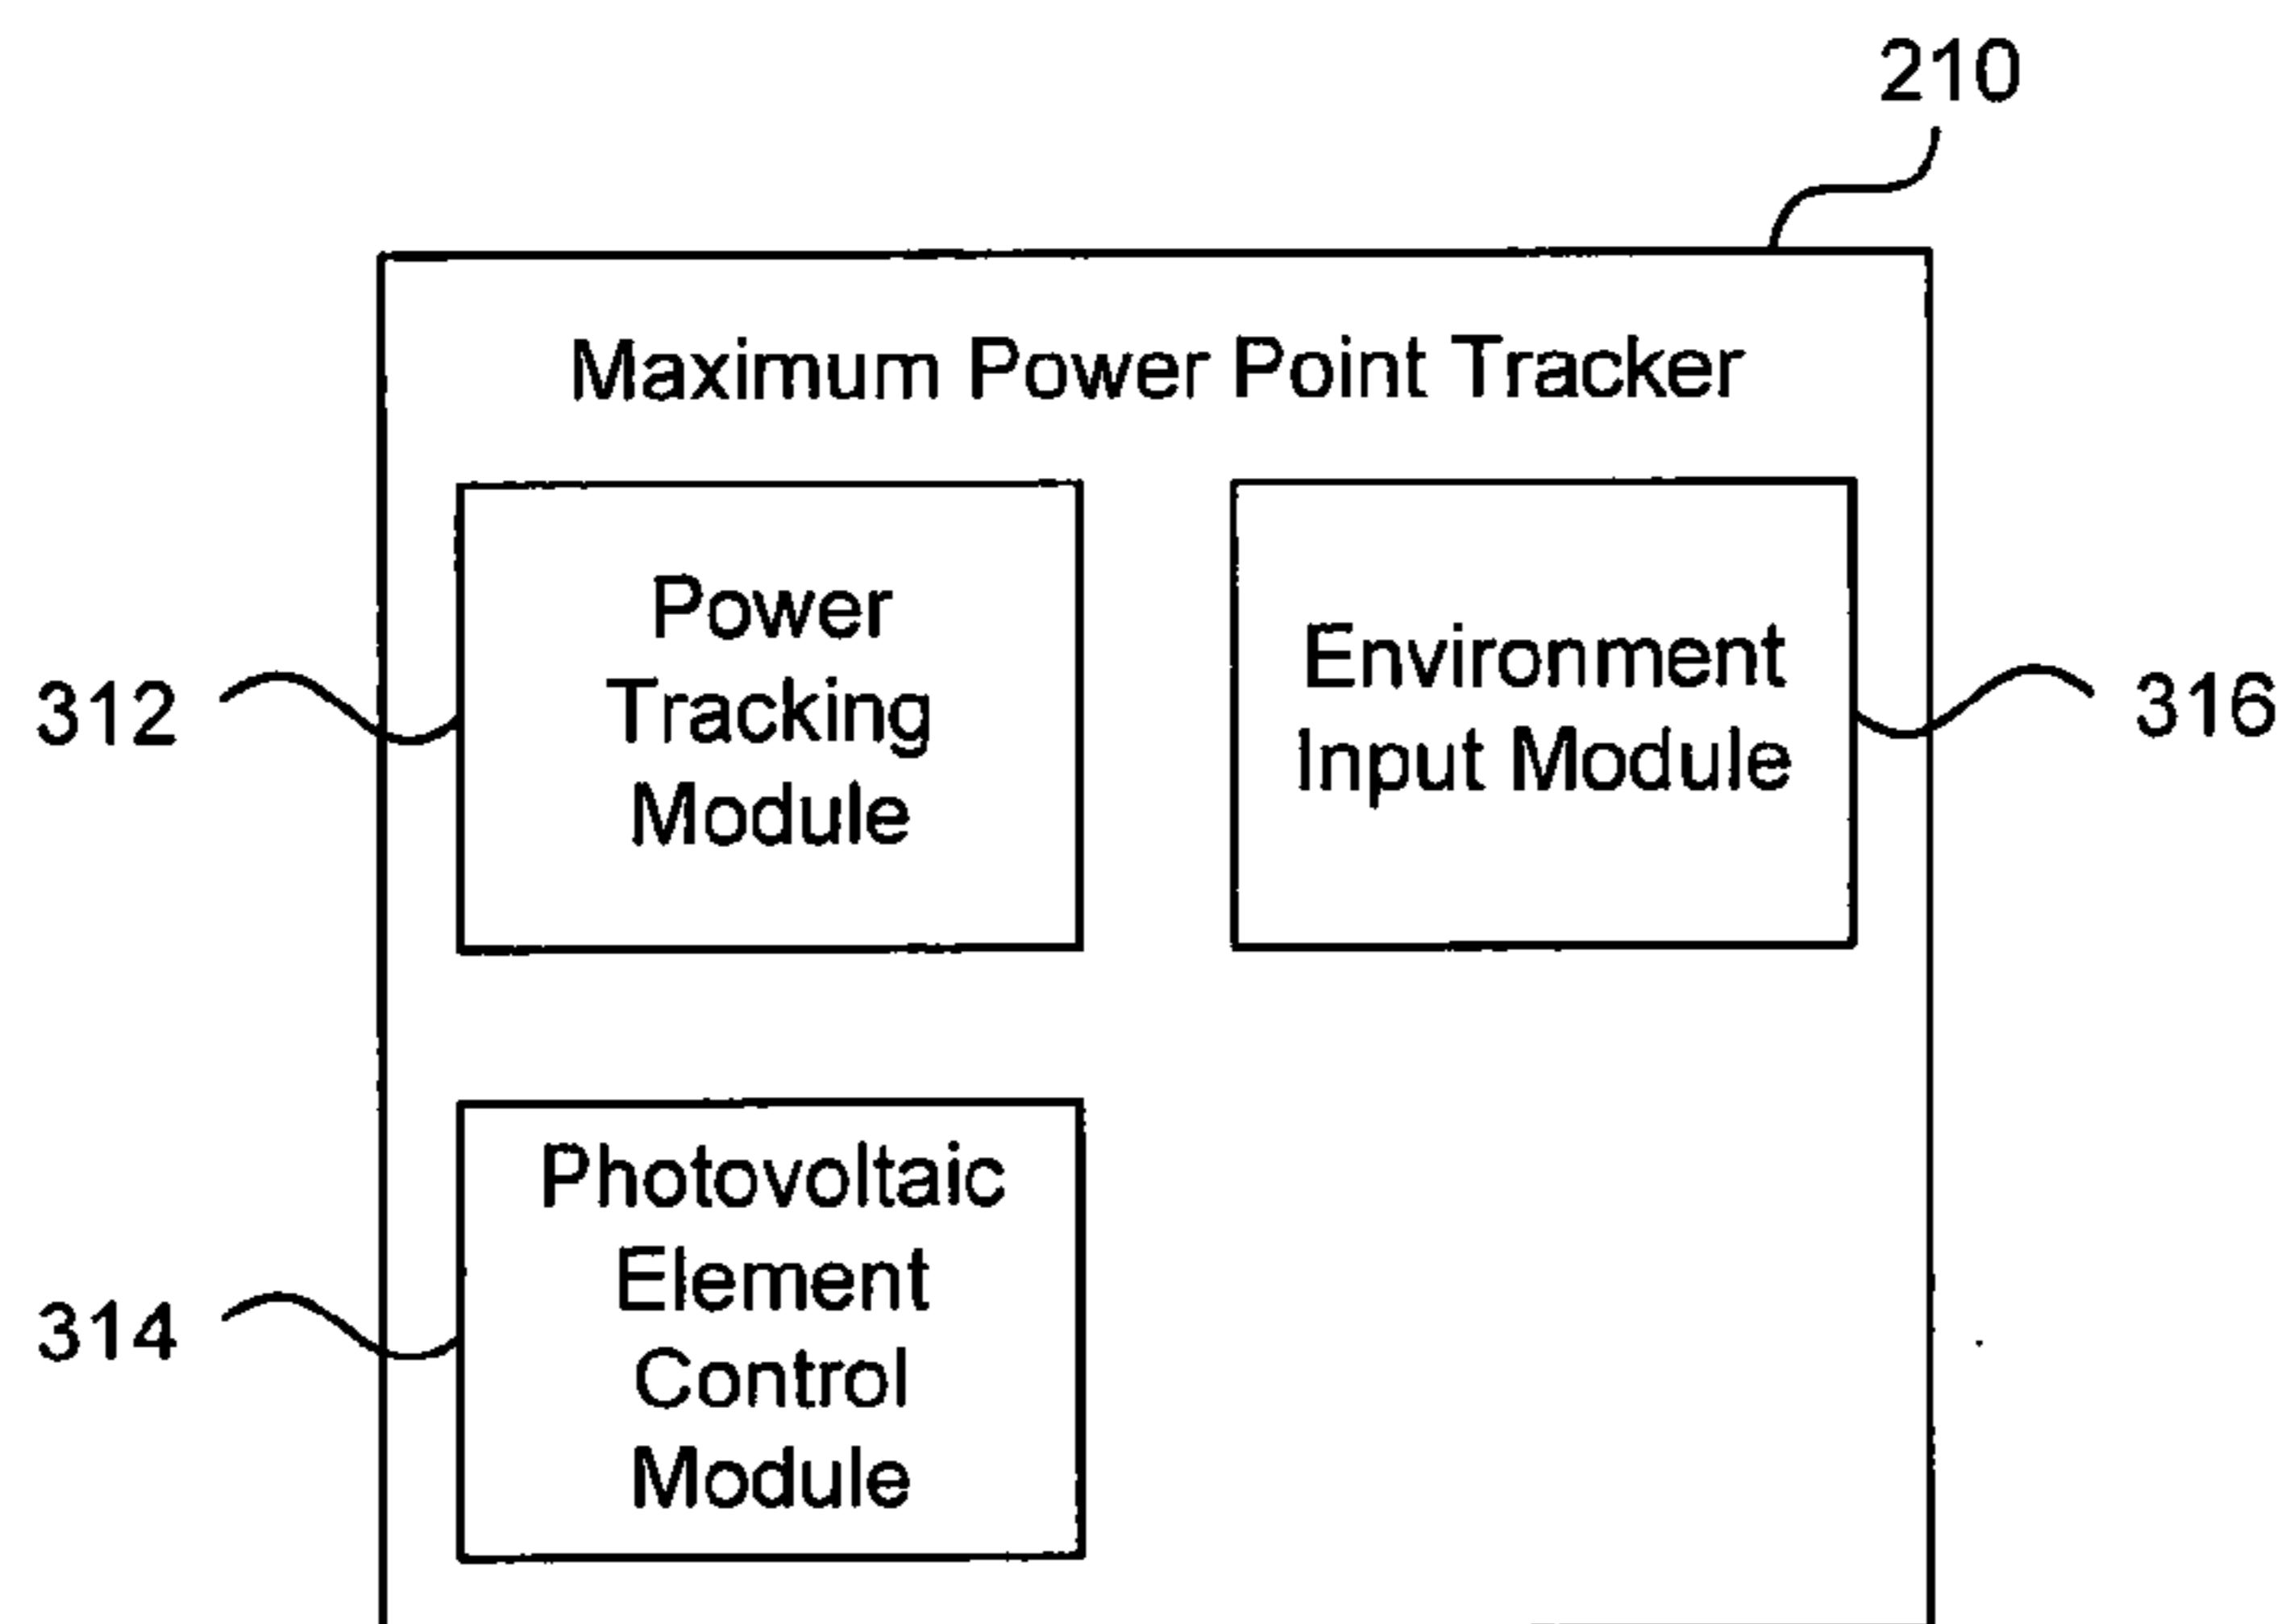 210
Maximum Power Point Tracker
Power
Tracking
Module
Environment
Input Module
312
316
Photovoltaic
Element
Control
Module
314